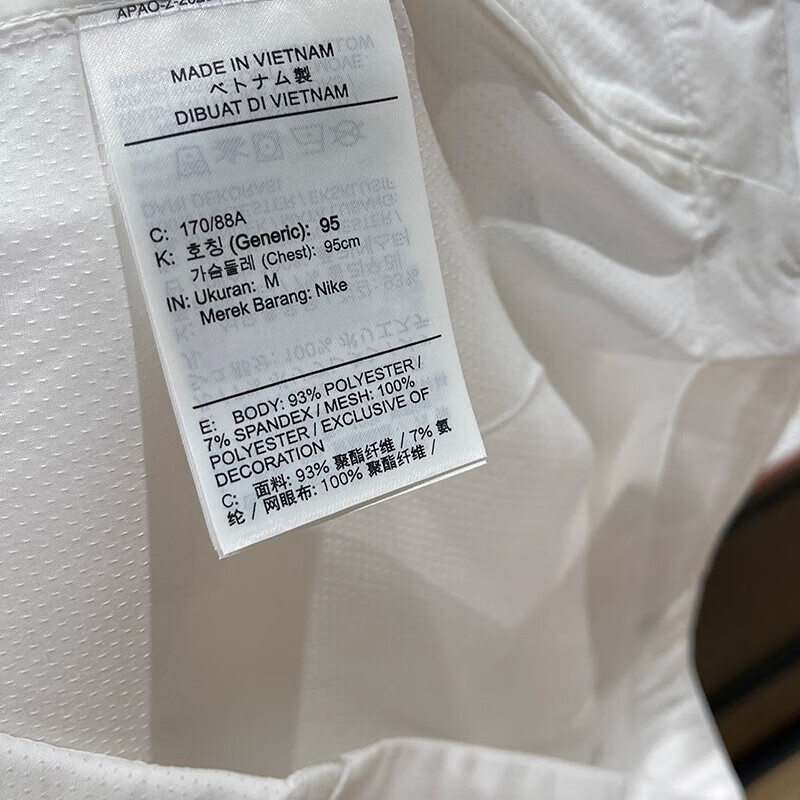 MADE IN VIETNAM
ベトナム製
DIBUAT DI VIETNAM
C: 170/88A
K: 호칭 (Generic): 95
가슴둘레 (Chest): 95cm
IN: Ukuran: M
Merek Barang: Nike
E: BODY: 93% POLYESTER /
7% SPANDEX / MESH: 100%
POLYESTER / EXCLUSIVE OF
DECORATION
C: 面料: 93% 聚酯纤维 / 7% 氨
纶 / 网眼布: 100% 聚酯纤维 /